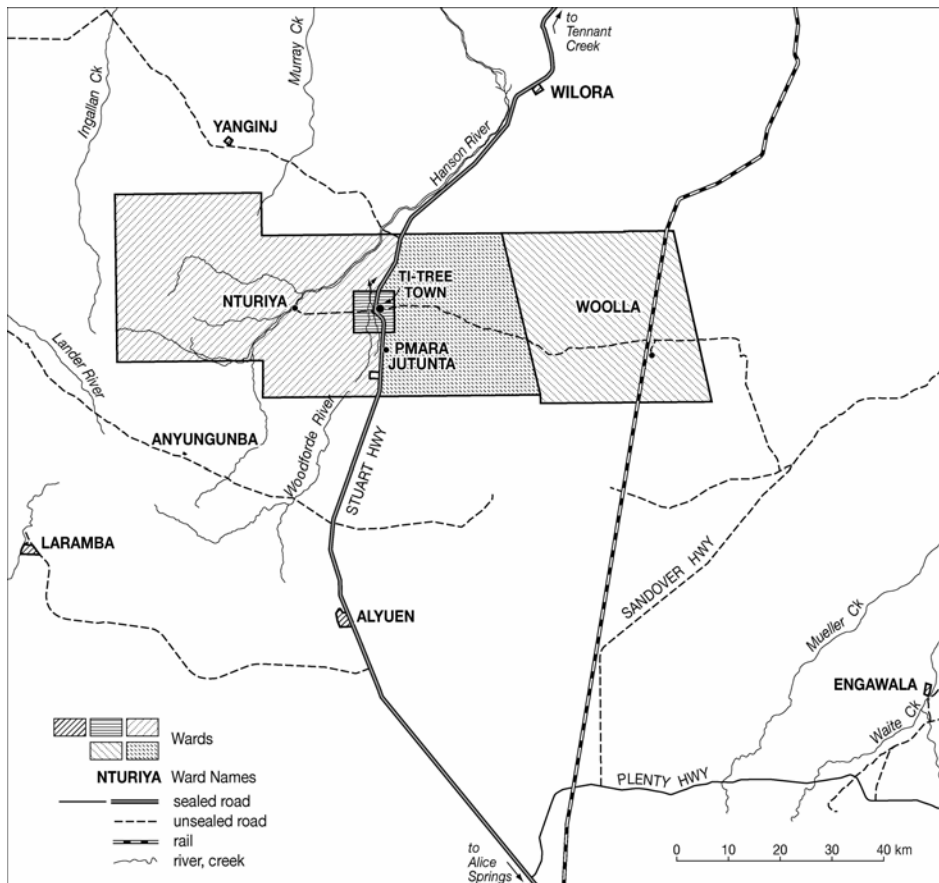 to
Tennant
Creek
Ingallan Ck
Murray Ck
WILORA
YANGINJ
Hanson River
TI-TREE
TOWN
NTURIYA
WOOLLA
PMARA
JUTUNTA
Lander River
Woodforde River
ANYUNGUNBA
STUART HWY
LARAMBA
SANDOVER HWY
ALYUEN
Mueller Ck
ENGAWALA
Waite Ck
PLENTY HWY
Wards
NTURIYA Ward Names
sealed road
unsealed road
rail
river, creek
to
Alice
Springs
0 10 20 30 40 km